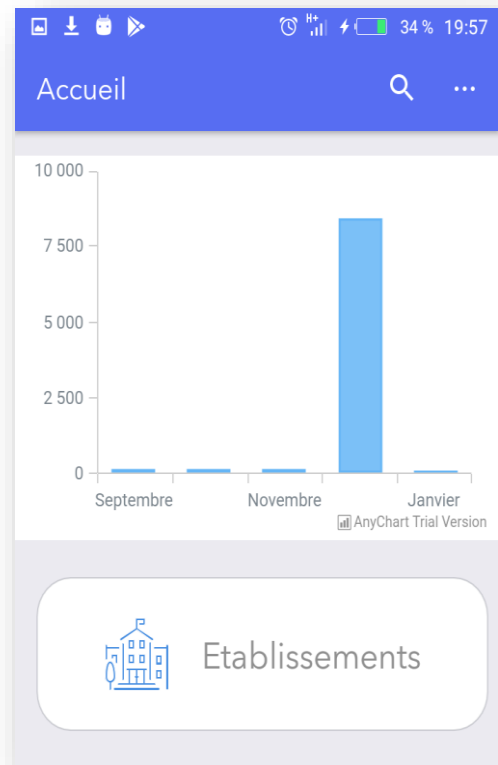 H+ 34 % 19:57
Accueil
10 000
7 500
5 000
2 500
0
Septembre Novembre Janvier
AnyChart Trial Version
Etablissements